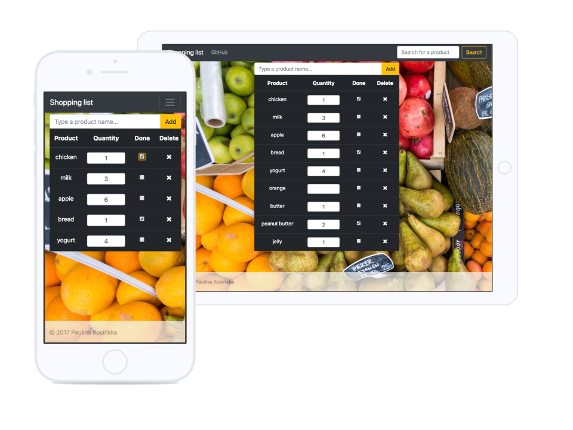 Shopping list
Type a product name... Add
Product Quantity Done Delete
chicken 1
milk 3
apple 6
bread 1
yogurt 4
© 2017 Paulina Kosińska
opping list GitHub Search for a product Search
Type a product name... Add
Product Quantity Done Delete
chicken 1
milk 3
apple 6
bread 1
yogurt 4
orange
butter 1
peanut butter 2
jelly 1
Paulina Kosińska